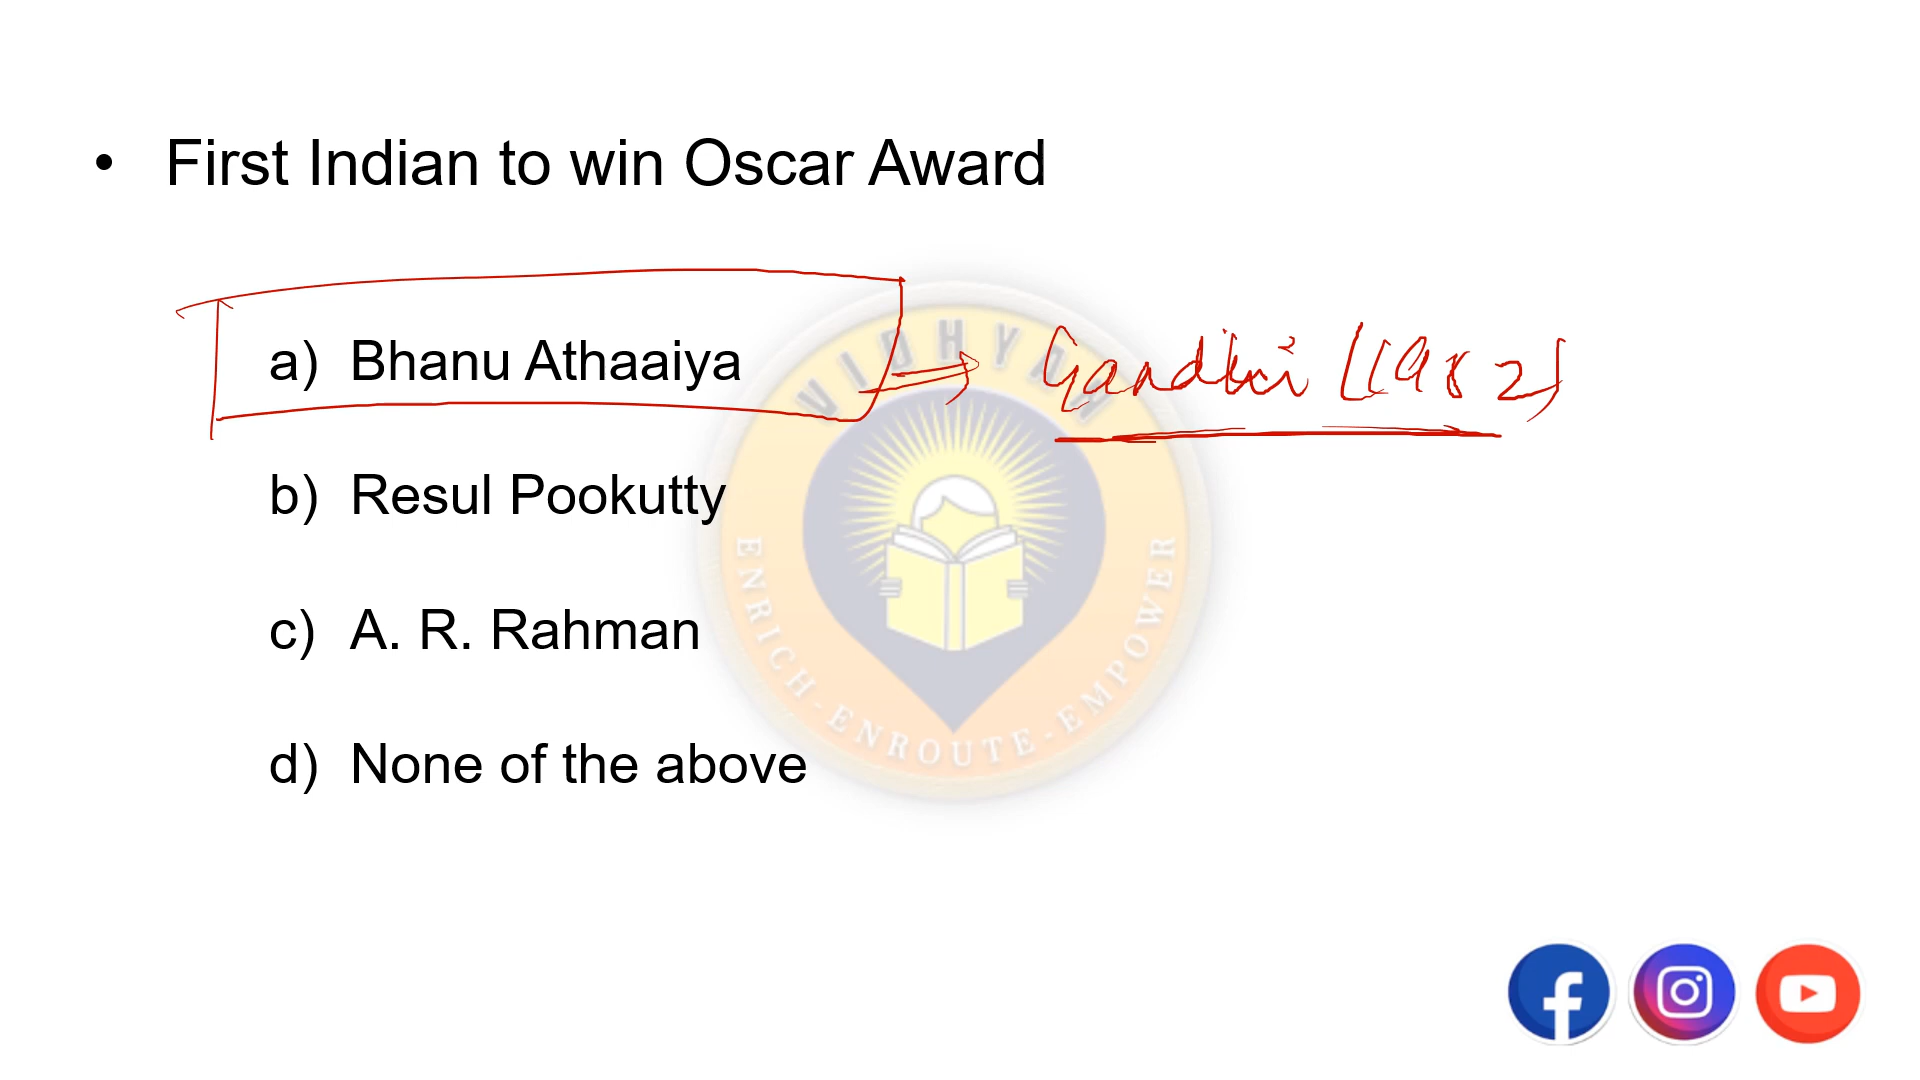 • First Indian to win Oscar Award
a) Bhanu Athaaiya → Gandhi (1982)
b) Resul Pookutty
c) A. R. Rahman
d) None of the above
ENRICH-ENROUTE-EMPOWER